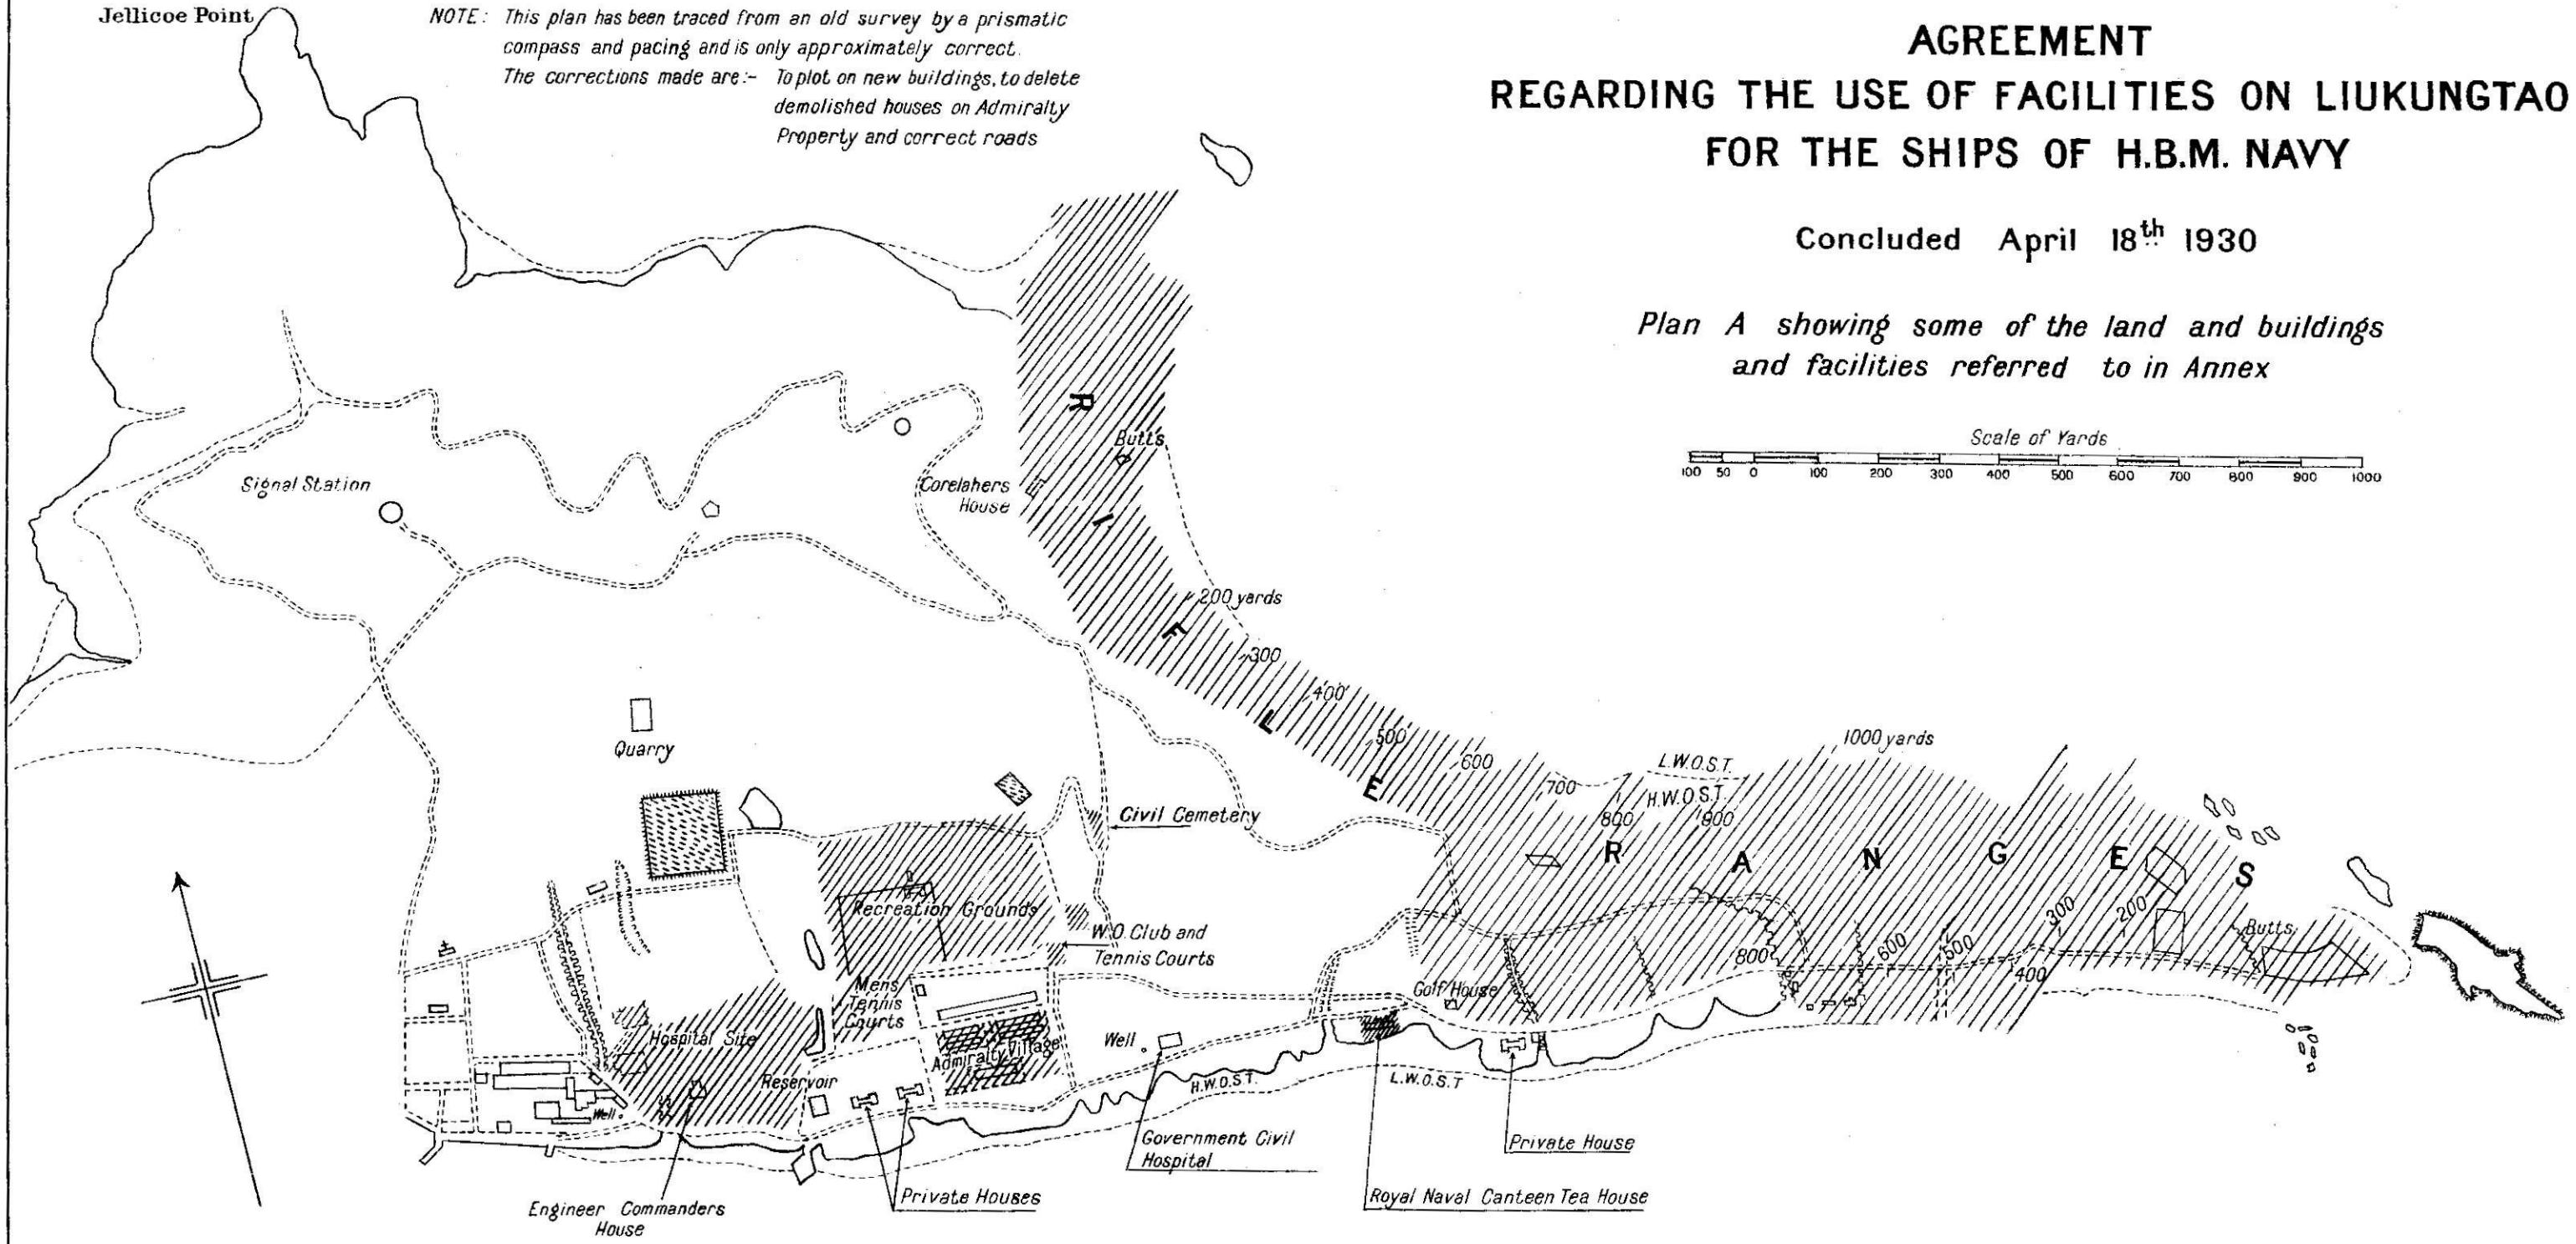 Jellicoe Point
NOTE: This plan has been traced from an old survey by a prismatic
compass and pacing and is only approximately correct.
The corrections made are:- To plot on new buildings, to delete
demolished houses on Admiralty
Property and correct roads
AGREEMENT
REGARDING THE USE OF FACILITIES ON LIUKUNGTAO
FOR THE SHIPS OF H.B.M. NAVY
Concluded April 18th 1930
Plan A showing some of the land and buildings
and facilities referred to in Annex
Scale of Yards
100 50 0 100 200 300 400 500 600 700 800 900 1000
RIFLE
RANGES
Butts
Signal Station
Corelahers
House
200 yards
300
400
500
600
700
800
900
1000 yards
L.W.O.S.T.
H.W.O.S.T.
Quarry
Civil Cemetery
Recreation Grounds
W.O. Club and
Tennis Courts
300
200
Butts
800
600
500
400
Mens
Tennis
Courts
Golf House
Hospital Site
Admiralty Village
Well
Reservoir
Well
H.W.O.S.T.
L.W.O.S.T
Government Civil
Hospital
Private House
Private Houses
Royal Naval Canteen Tea House
Engineer Commanders
House